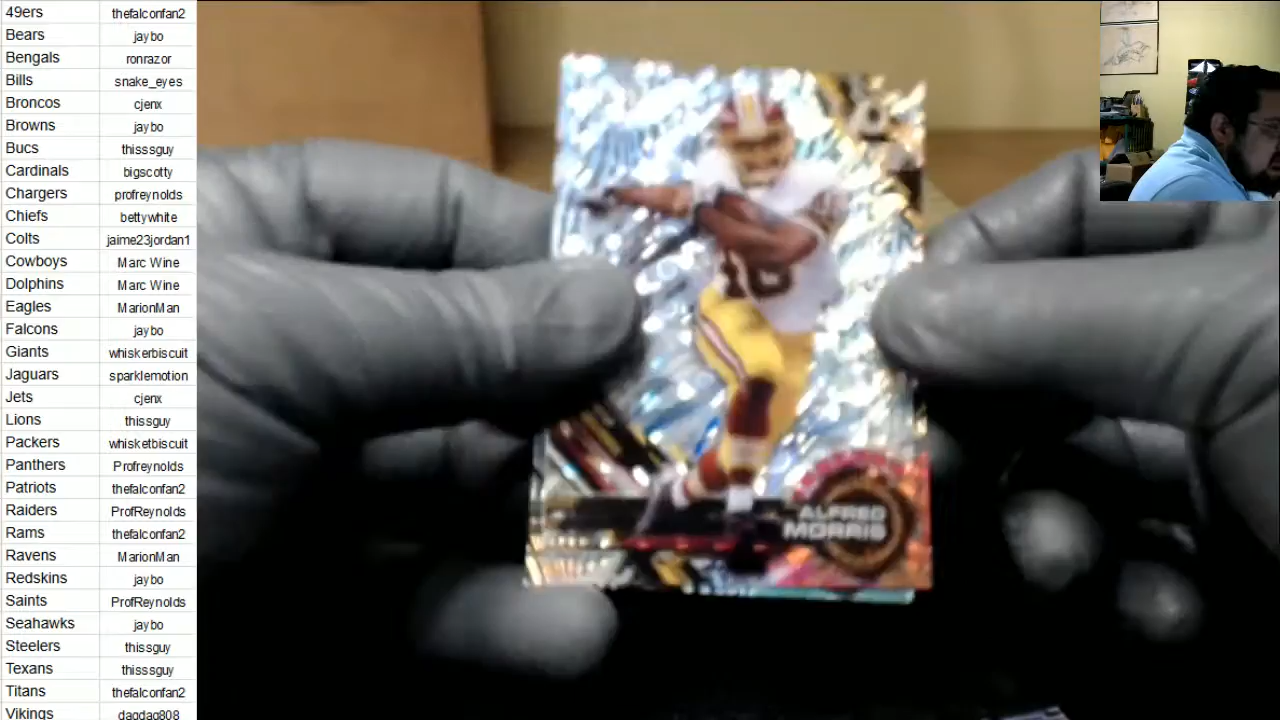 49ers thefalconfan2
Bears jaybo
Bengals ronrazor
Bills snake_eyes
Broncos cjenx
Browns jaybo
Bucs thisssguy
Cardinals bigscotty
Chargers profreynolds
Chiefs bettywhite
Colts jaime23jordan1
Cowboys Marc Wine
Dolphins Marc Wine
Eagles MarionMan
Falcons jaybo
Giants whiskerbiscuit
Jaguars sparklemotion
Jets cjenx
Lions thissguy
Packers whisketbiscuit
Panthers Profreynolds
Patriots thefalconfan2
Raiders ProfReynolds
Rams thefalconfan2
Ravens MarionMan
Redskins jaybo
Saints ProfReynolds
Seahawks jaybo
Steelers thissguy
Texans thisssguy
Titans thefalconfan2
Vikings dagdag808
46
ALFRED
MORRIS